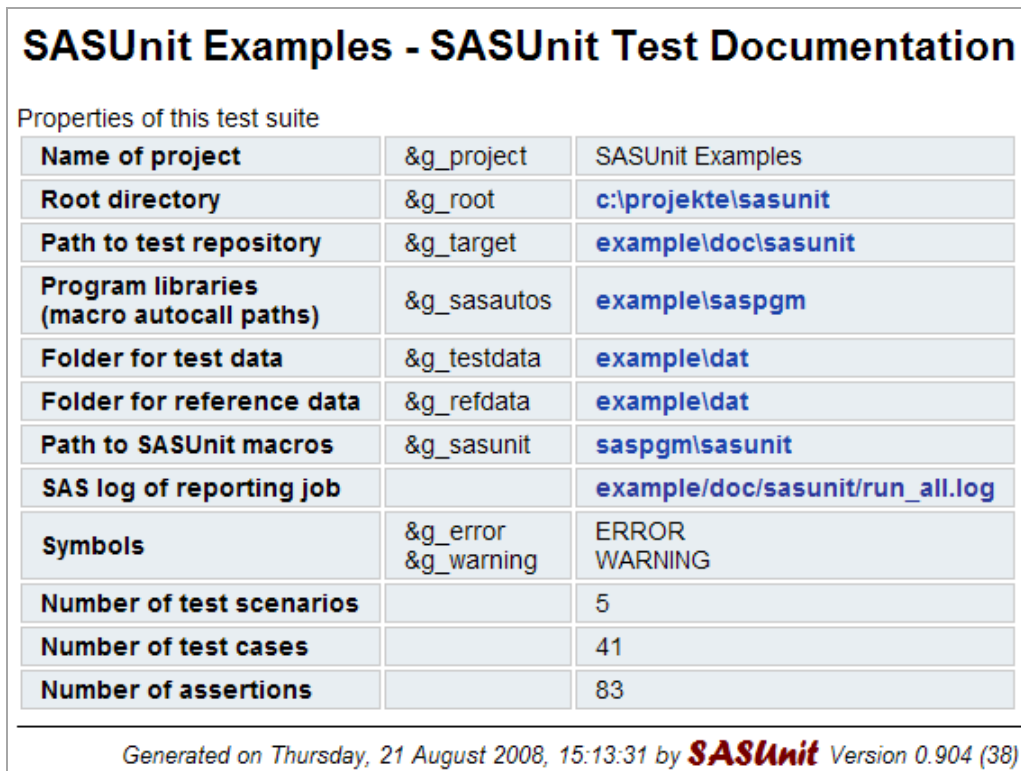 SASUnit Examples - SASUnit Test Documentation
Properties of this test suite
Name of project &g_project SASUnit Examples
Root directory &g_root c:\projekte\sasunit
Path to test repository &g_target example\doc\sasunit
Program libraries
(macro autocall paths) &g_sasautos example\saspgm
Folder for test data &g_testdata example\dat
Folder for reference data &g_refdata example\dat
Path to SASUnit macros &g_sasunit saspgm\sasunit
SAS log of reporting job example/doc/sasunit/run_all.log
Symbols &g_error ERROR
&g_warning WARNING
Number of test scenarios 5
Number of test cases 41
Number of assertions 83
Generated on Thursday, 21 August 2008, 15:13:31 by SASUnit Version 0.904 (38)